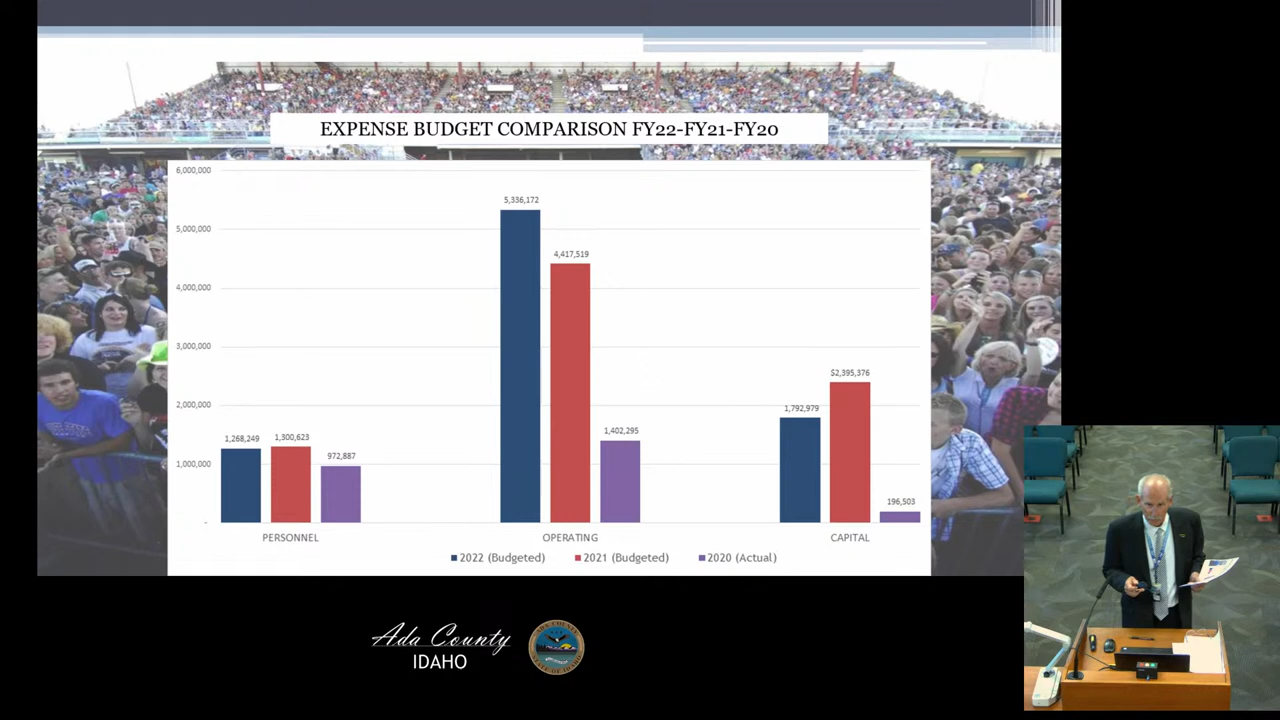 EXPENSE BUDGET COMPARISON FY22-FY21-FY20
6,000,000
5,000,000
4,000,000
3,000,000
2,000,000
1,000,000
-
1,268,249
1,300,623
972,887
5,336,172
4,417,519
1,402,295
1,792,979
$2,395,376
196,503
PERSONNEL
OPERATING
CAPITAL
2022 (Budgeted)
2021 (Budgeted)
2020 (Actual)
Ada County
IDAHO